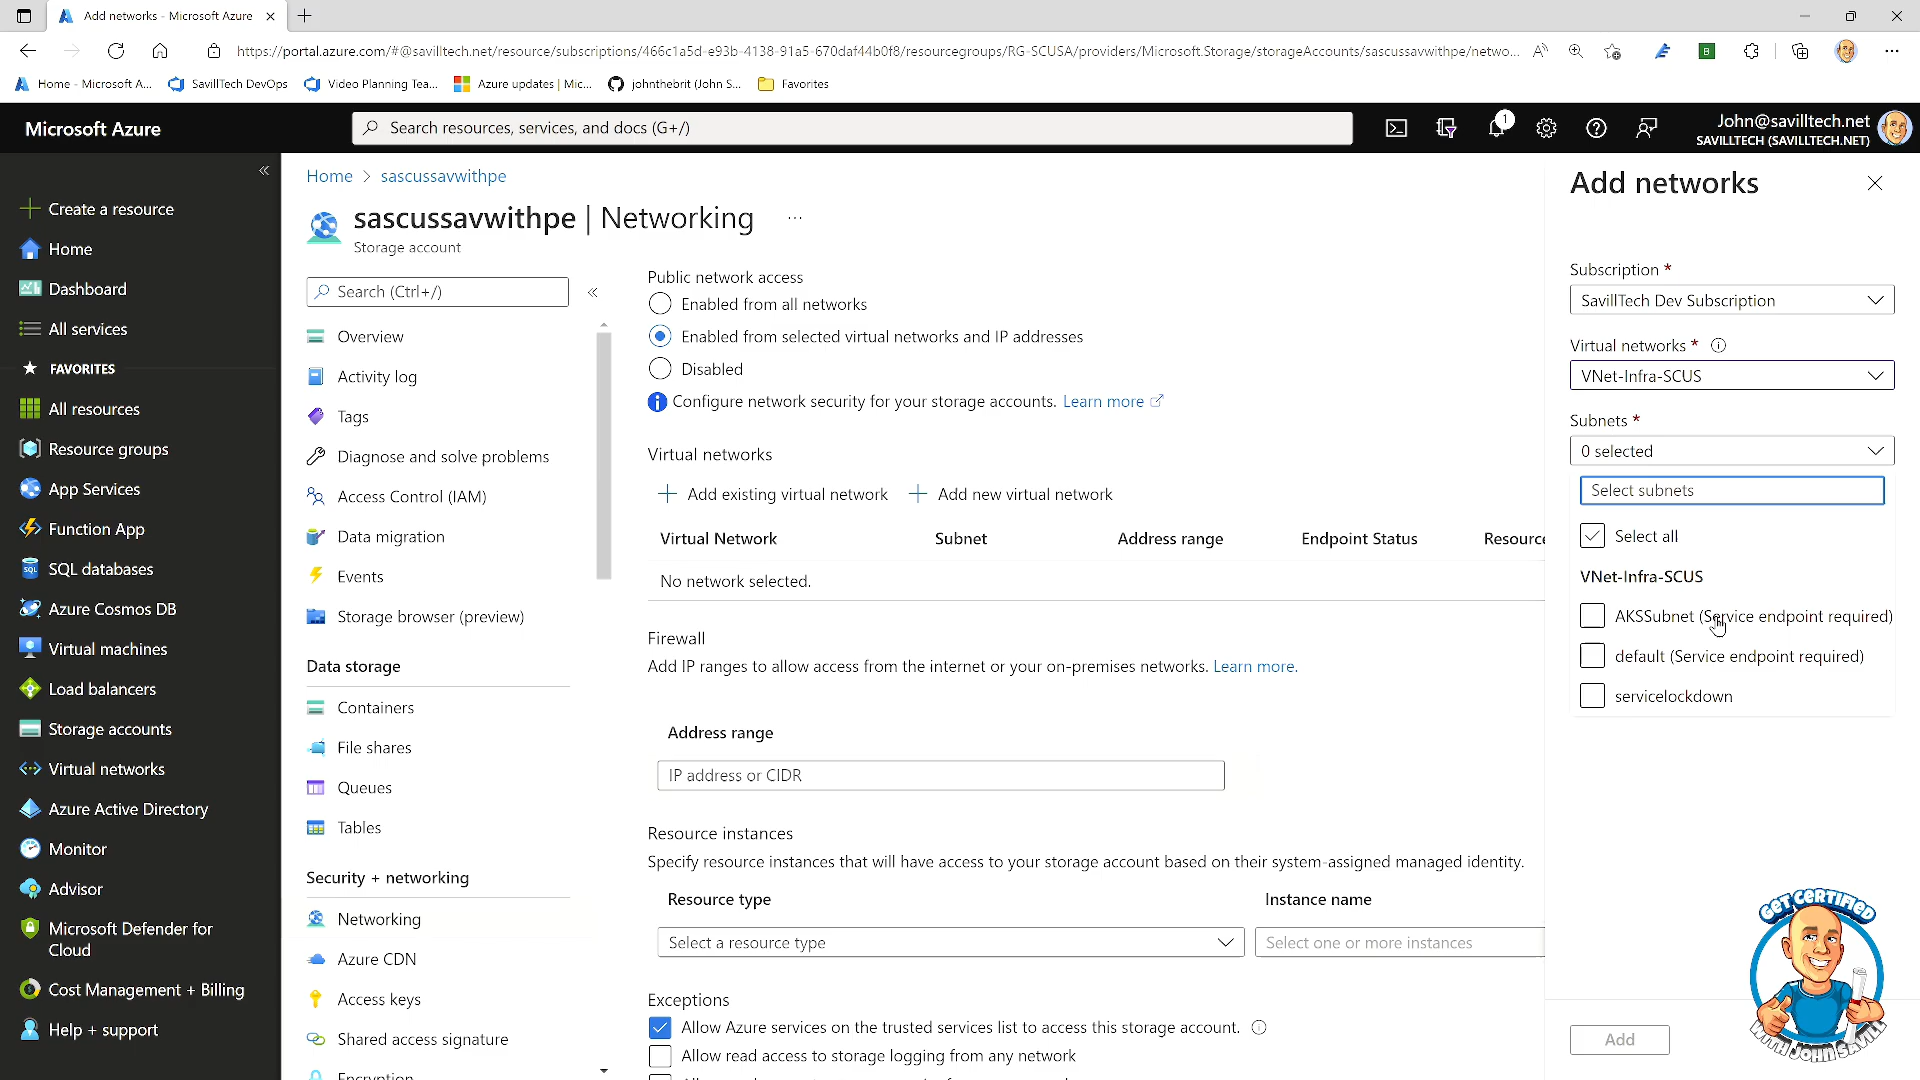 Add networks - Microsoft Azure
https://portal.azure.com/#@savilltech.net/resource/subscriptions/466c1a5d-e93b-4138-91a5-670daf44b0f8/resourcegroups/RG-SCUSA/providers/Microsoft.Storage/storageAccounts/sascussavwithpe/netwo...
Home - Microsoft A...
SavillTech DevOps
Video Planning Tea...
Azure updates | Mic...
johnthebrit (John S...
Favorites
Microsoft Azure
Search resources, services, and docs (G+/)
1
John@savilltech.net
SAVILLTECH (SAVILLTECH.NET)
Create a resource
Home
Dashboard
All services
FAVORITES
All resources
Resource groups
App Services
Function App
SQL databases
Azure Cosmos DB
Virtual machines
Load balancers
Storage accounts
Virtual networks
Azure Active Directory
Monitor
Advisor
Microsoft Defender for
Cloud
Cost Management + Billing
Help + support
Home > sascussavwithpe
sascussavwithpe | Networking ...
Storage account
Search (Ctrl+/)
Overview
Activity log
Tags
Diagnose and solve problems
Access Control (IAM)
Data migration
Events
Storage browser (preview)
Data storage
Containers
File shares
Queues
Tables
Security + networking
Networking
Azure CDN
Access keys
Shared access signature
Encryption
Public network access
Enabled from all networks
Enabled from selected virtual networks and IP addresses
Disabled
Configure network security for your storage accounts. Learn more
Virtual networks
+ Add existing virtual network + Add new virtual network
Virtual Network Subnet Address range Endpoint Status Resource
No network selected.
Firewall
Add IP ranges to allow access from the internet or your on-premises networks. Learn more.
Address range
IP address or CIDR
Resource instances
Specify resource instances that will have access to your storage account based on their system-assigned managed identity.
Resource type Instance name
Select a resource type Select one or more instances
Exceptions
Allow Azure services on the trusted services list to access this storage account.
Allow read access to storage logging from any network
Add networks
Subscription *
SavillTech Dev Subscription
Virtual networks *
VNet-Infra-SCUS
Subnets *
0 selected
Select subnets
Select all
VNet-Infra-SCUS
AKSSubnet (Service endpoint required)
default (Service endpoint required)
servicelockdown
Add
GET CERTIFIED
WITH JOHN SAVILL